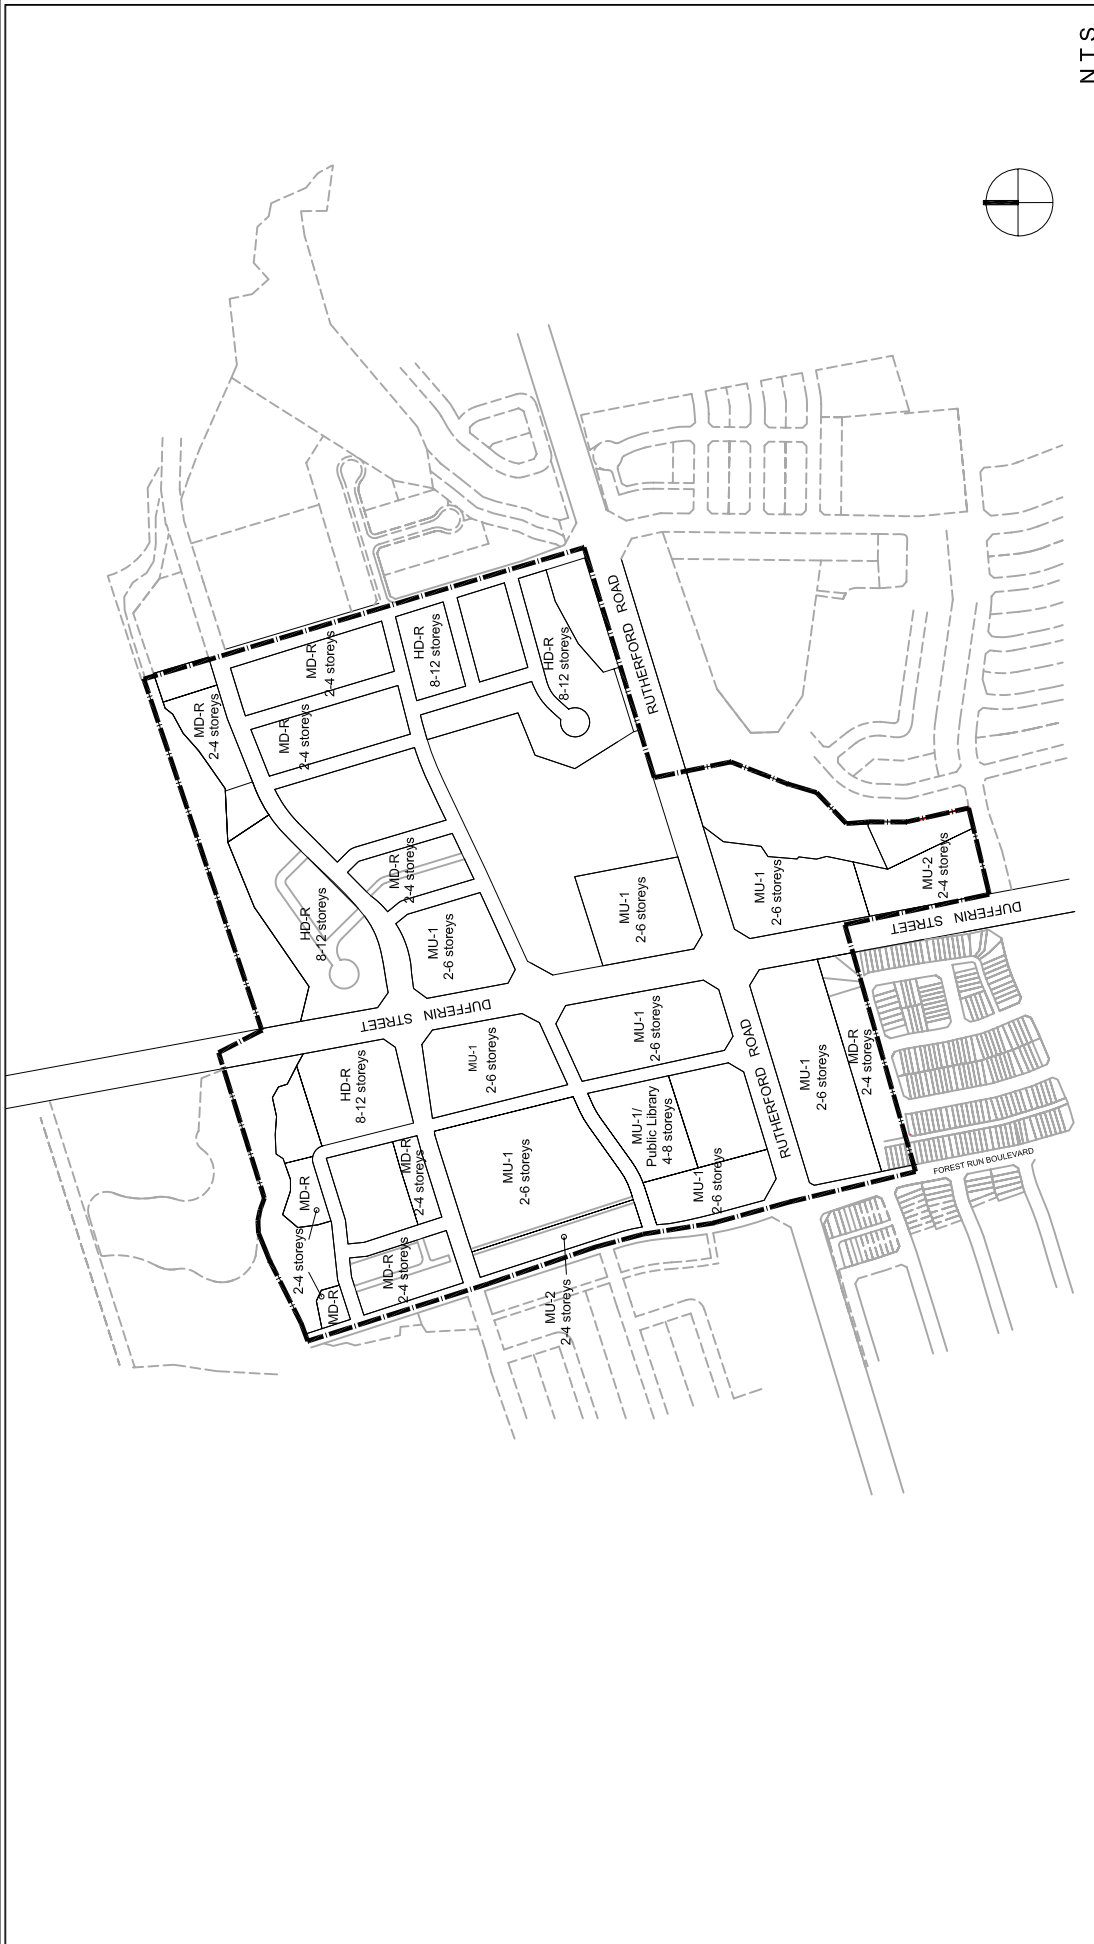 NTS
MD-R
2-4 storeys
MD-R
2-4 storeys
MD-R
2-4 storeys
HD-R
8-12 storeys
HD-R
8-12 storeys
RUTHERFORD ROAD
MD-R
2-4 storeys
HD-R
8-12 storeys
MU-1
2-6 storeys
MU-1
2-6 storeys
MU-1
2-6 storeys
MU-2
2-4 storeys
DUFFERIN STREET
DUFFERIN STREET
HD-R
8-12 storeys
MU-1
2-6 storeys
MU-1
2-6 storeys
RUTHERFORD ROAD
MU-1
2-6 storeys
MD-R
2-4 storeys
MD-R
2-4 storeys
MU-1
2-6 storeys
MU-1/
Public Library
4-8 storeys
MU-1
2-6 storeys
FOREST RUN BOULEVARD
MD-R
2-4 storeys
MD-R
MD-R
2-4 storeys
MU-2
2-4 storeys